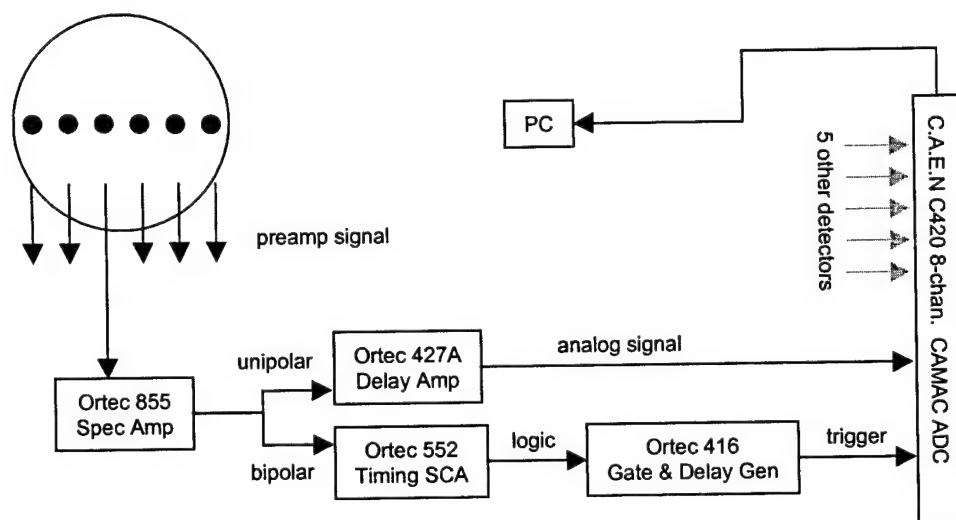 PC
preamp signal
5 other detectors
C.A.E.N C420 8-chan. CAMAC ADC
unipolar
Ortec 427A
Delay Amp
analog signal
Ortec 855
Spec Amp
bipolar
Ortec 552
Timing SCA
logic
Ortec 416
Gate & Delay Gen
trigger